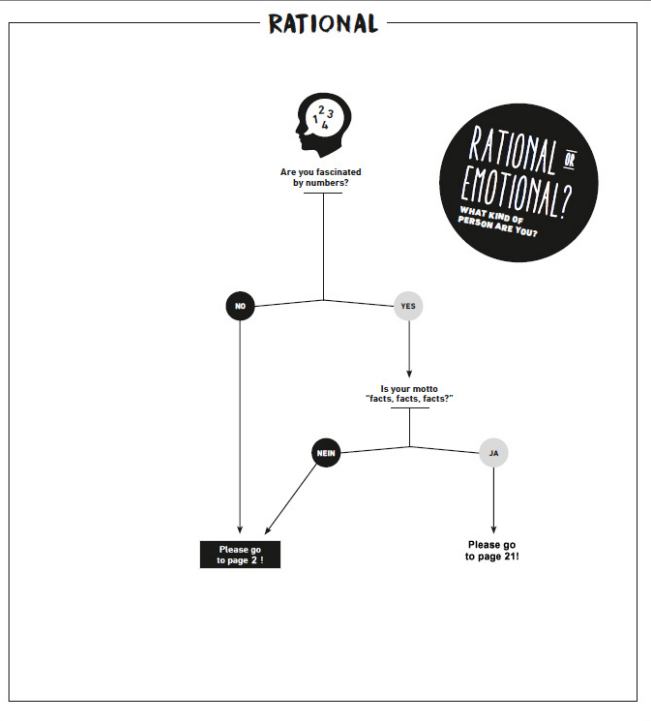 RATIONAL
1 2 3
4
Are you fascinated
by numbers?
RATIONAL OR
EMOTIONAL?
WHAT KIND OF
PERSON ARE YOU?
NO
YES
Is your motto
"facts, facts, facts?"
NEIN
JA
Please go
to page 2 !
Please go
to page 21!